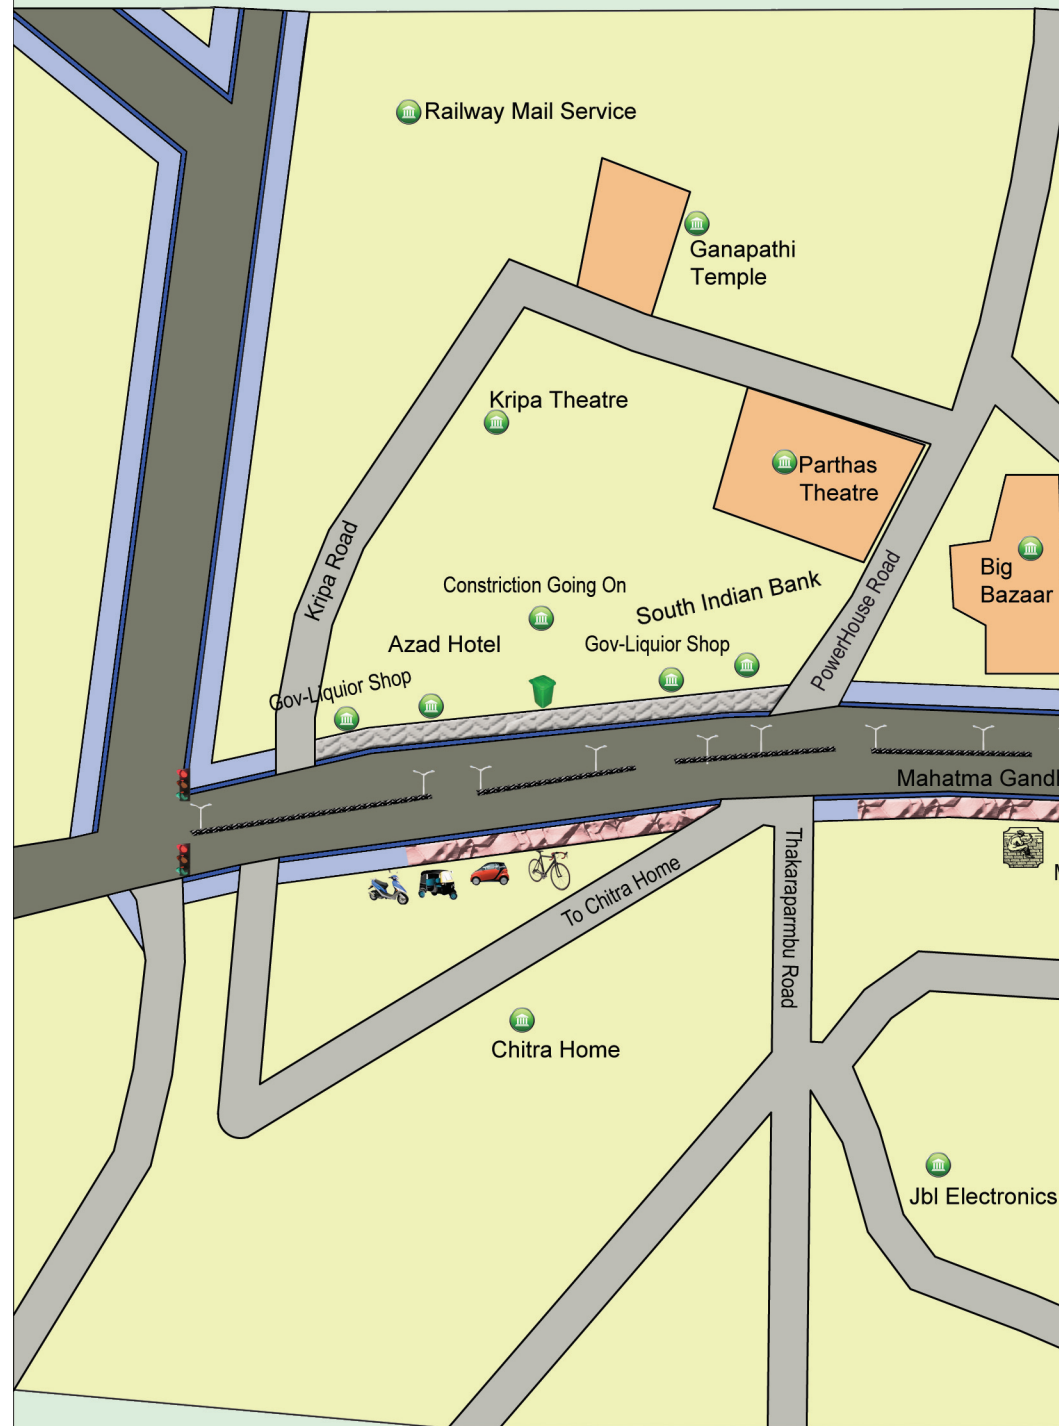 Railway Mail Service
Ganapathi
Temple
Kripa Theatre
Parthas
Theatre
Kripa Road
Constriction Going On
South Indian Bank
PowerHouse Road
Big
Bazaar
Azad Hotel
Gov-Liquior Shop
Gov-Liquior Shop
Mahatma Gandh
M
To Chitra Home
Thakaraparmbu Road
Chitra Home
Jbl Electronics